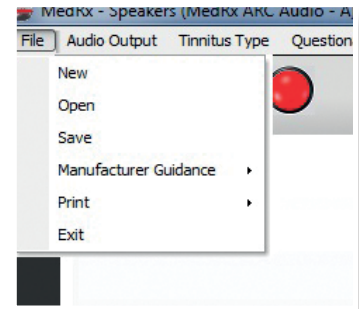 MedRx - Speakers (MedRx ARC Audio - A
File Audio Output Tinnitus Type Question
New
Open
Save
Manufacturer Guidance
Print
Exit